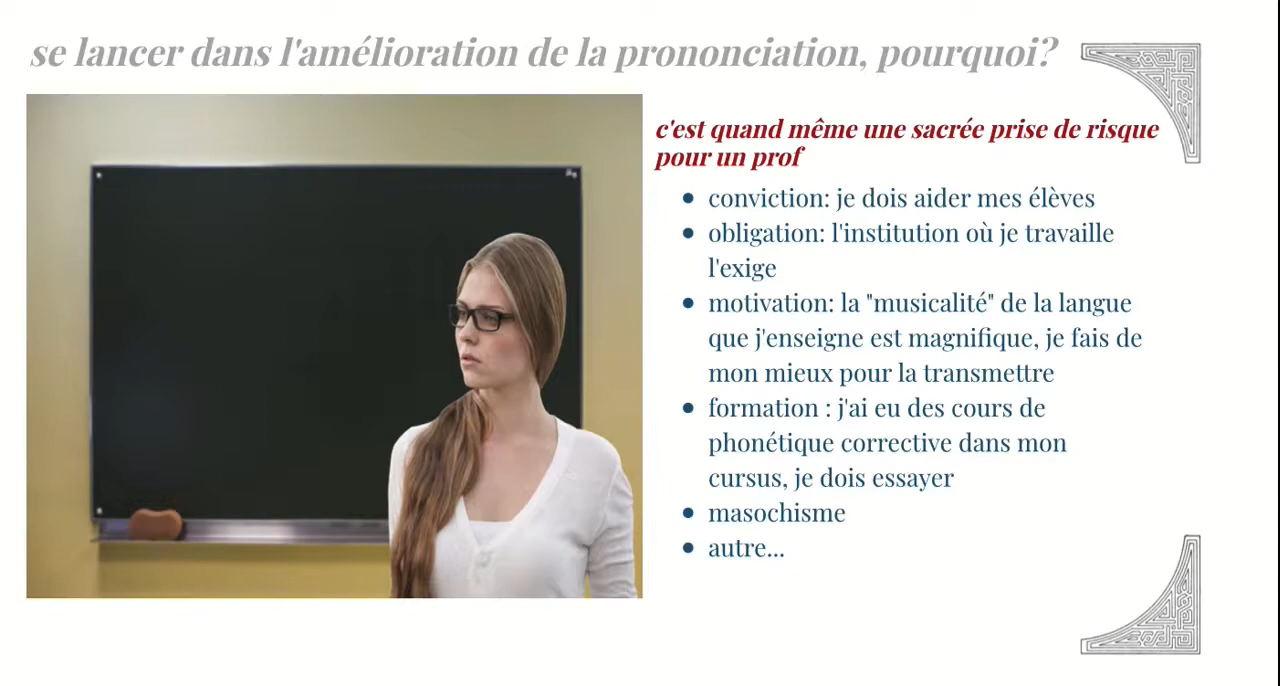 se lancer dans l'amélioration de la prononciation, pourquoi?
c'est quand même une sacrée prise de risque
pour un prof
• conviction: je dois aider mes élèves
• obligation: l'institution où je travaille
l'exige
• motivation: la "musicalité" de la langue
que j'enseigne est magnifique, je fais de
mon mieux pour la transmettre
• formation : j'ai eu des cours de
phonétique corrective dans mon
cursus, je dois essayer
• masochisme
• autre...